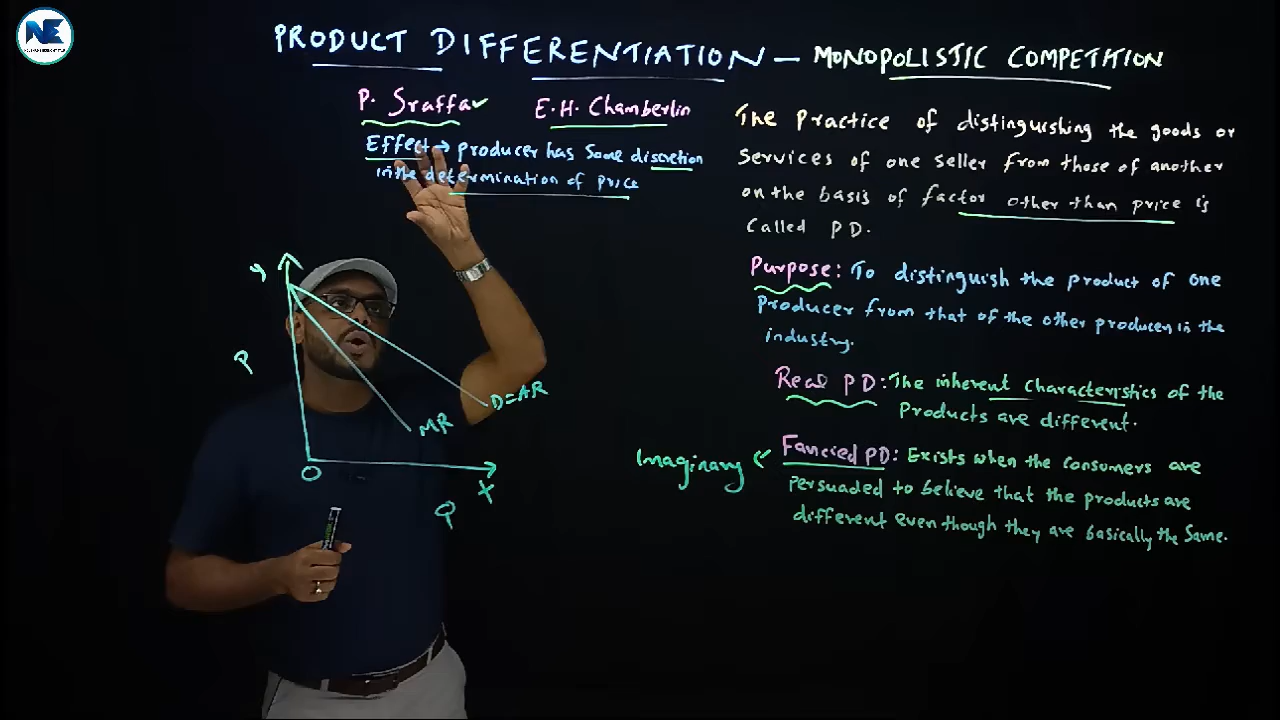 NE
PRODUCT DIFFERENTIATION — MONOPOLISTIC COMPETITION
P. Sraffa✓ E.H. Chamberlin
Effect → producer has some discretion
in the determination of price
The Practice of distinguishing the goods or
Services of one seller from those of another
on the basis of factor other than price is
Called PD.
Purpose: To distinguish the product of one
Producer from that of the other producer in the
industry.
Real PD: The inherent characteristics of the
Products are different.
Imaginary
Fancied PD: Exists when the consumers are
persuaded to believe that the products are
different even though they are basically the same.
y
P
D=AR
MR
O
X
Q